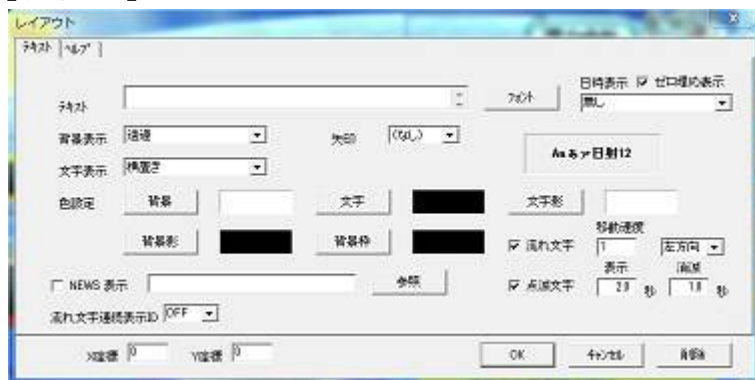 レイアウト
テキスト ヘルプ
日時表示 ゼロ埋め表示
テキスト フォント 無し
背景表示 透過 矢印 (なし)
Aaあァ日射12
文字表示 横置き
色設定 背景 文字 文字影
移動速度
背景影 背景枠 流れ文字 1 左方向
表示 消滅
NEWS 表示 参照 点滅文字 2.0 秒 1.0 秒
流れ文字連続表示ID OFF
X座標 0 Y座標 0 OK キャンセル 削除